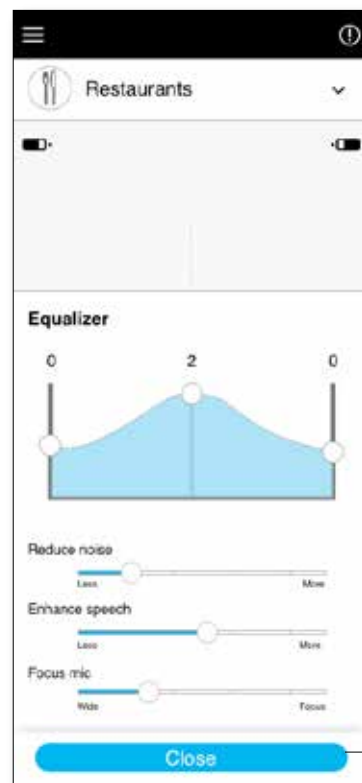 Restaurants
Equalizer
0 2 0
Reduce noise
Less More
Enhance speech
Less More
Focus mic
Wide Focus
Close